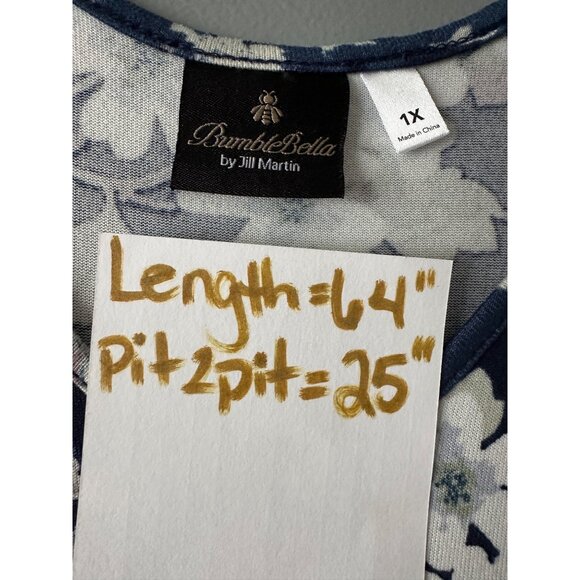 BumbleBella
by Jill Martin
1X
Made in China
Length=64"
Pit2pit=25"'